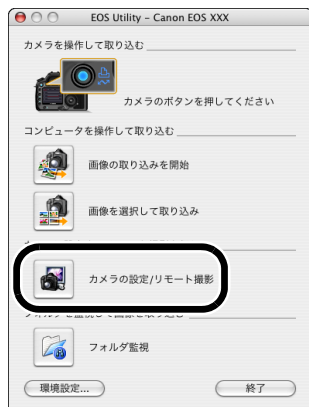 EOS Utility – Canon EOS XXX
カメラを操作して取り込む
カメラのボタンを押してください
コンピュータを操作して取り込む
画像の取り込みを開始
画像を選択して取り込み
カメラの設定/リモート撮影
フォルダ監視
環境設定...
終了